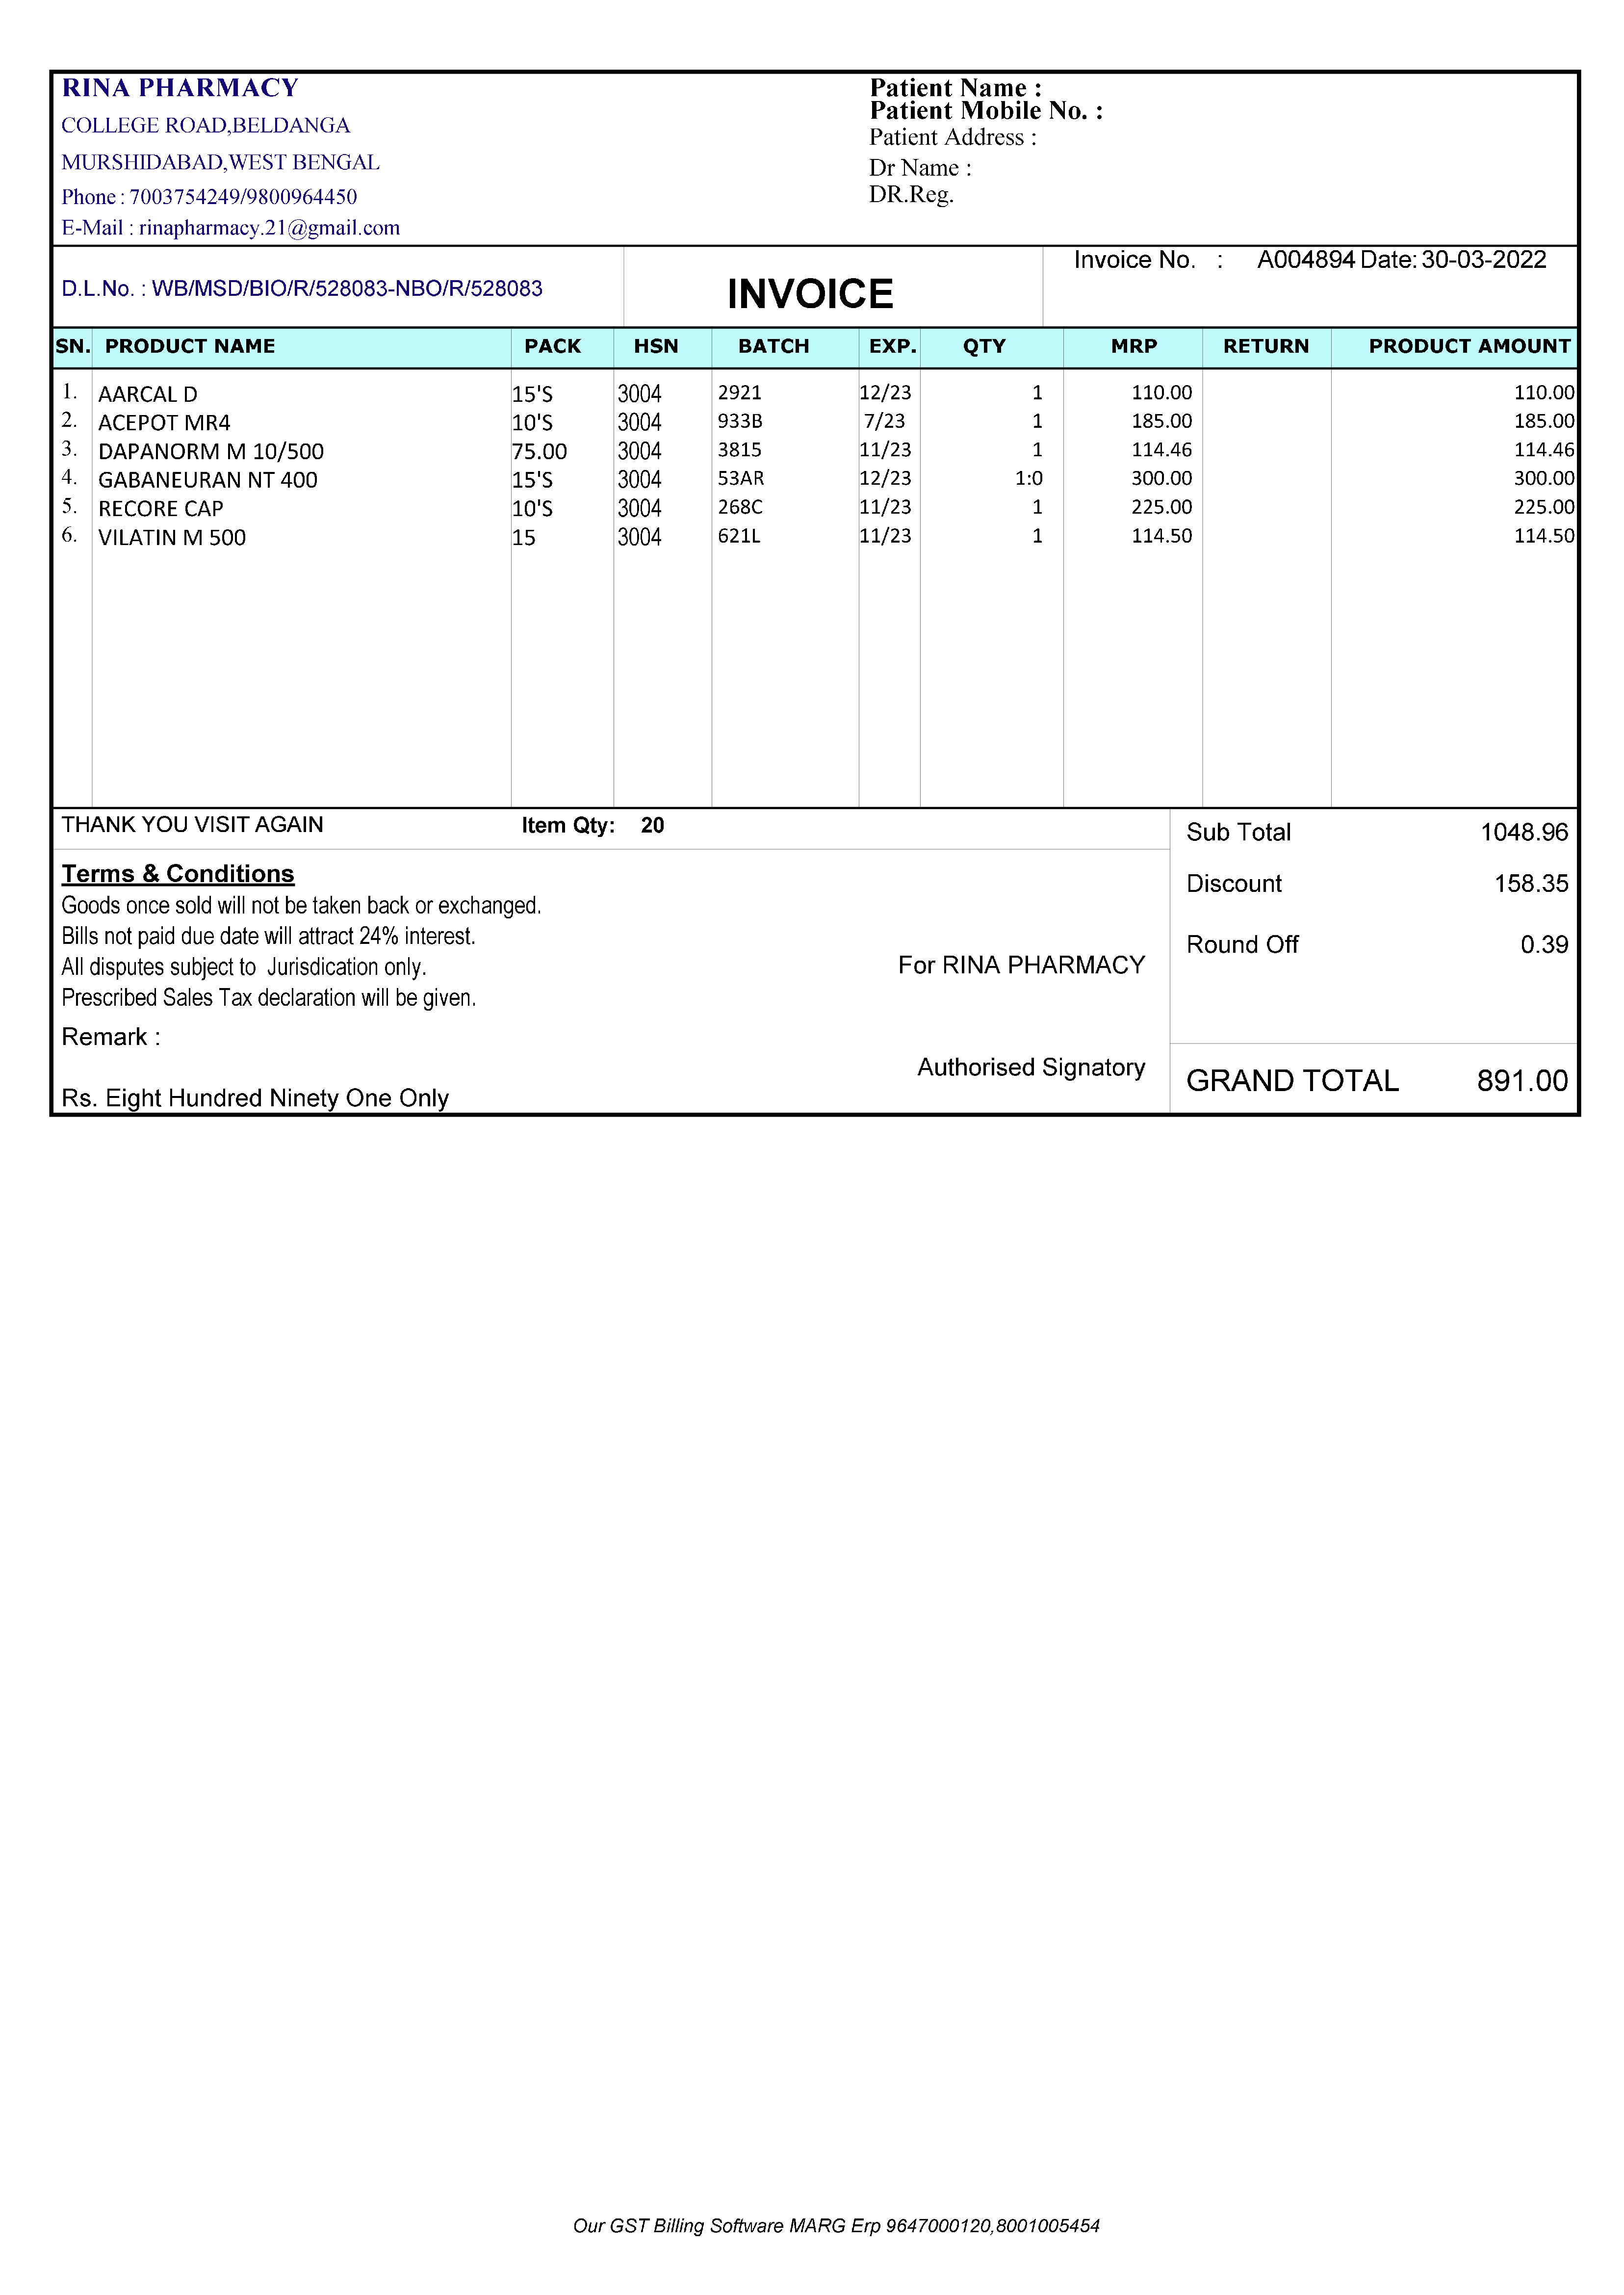 RINA PHARMACY
COLLEGE ROAD,BELDANGA
MURSHIDABAD,WEST BENGAL
Phone : 7003754249/9800964450
E-Mail : rinapharmacy.21@gmail.com
Patient Name :
Patient Mobile No. :
Patient Address :
Dr Name :
DR.Reg.
D.L.No. : WB/MSD/BIO/R/528083-NBO/R/528083
INVOICE
Invoice No. : A004894 Date: 30-03-2022
SN. PRODUCT NAME PACK HSN BATCH EXP. QTY MRP RETURN PRODUCT AMOUNT
1. AARCAL D 15'S 3004 2921 12/23 1 110.00 110.00
2. ACEPOT MR4 10'S 3004 933B 7/23 1 185.00 185.00
3. DAPANORM M 10/500 75.00 3004 3815 11/23 1 114.46 114.46
4. GABANEURAN NT 400 15'S 3004 53AR 12/23 1:0 300.00 300.00
5. RECORE CAP 10'S 3004 268C 11/23 1 225.00 225.00
6. VILATIN M 500 15 3004 621L 11/23 1 114.50 114.50
THANK YOU VISIT AGAIN Item Qty: 20
Terms & Conditions
Goods once sold will not be taken back or exchanged.
Bills not paid due date will attract 24% interest.
All disputes subject to Jurisdication only.
Prescribed Sales Tax declaration will be given.
Remark :
Rs. Eight Hundred Ninety One Only
For RINA PHARMACY
Authorised Signatory
Sub Total 1048.96
Discount 158.35
Round Off 0.39
GRAND TOTAL 891.00
Our GST Billing Software MARG Erp 9647000120,8001005454